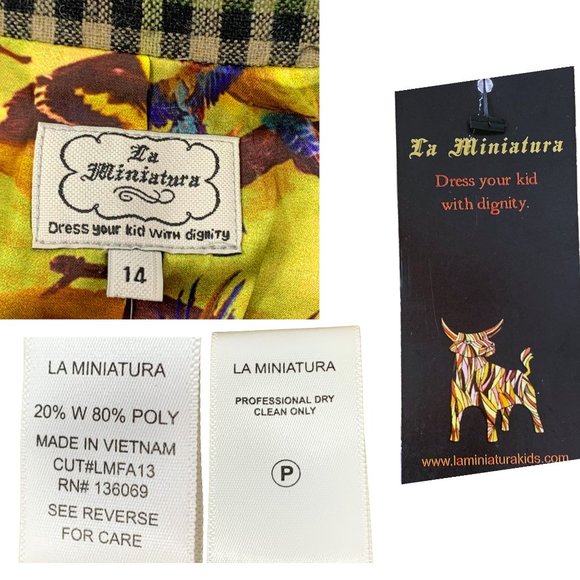 La
Miniatura
Dress your kid with dignity
14
La Miniatura
Dress your kid
with dignity.
www.laminiaturakids.com
LA MINIATURA
20% W 80% POLY
MADE IN VIETNAM
CUT#LMFA13
RN# 136069
SEE REVERSE
FOR CARE
LA MINIATURA
PROFESSIONAL DRY
CLEAN ONLY
P